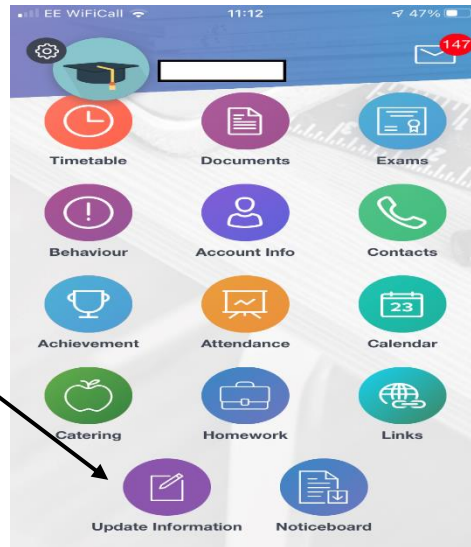 EE WiFiCall 11:12 47%
147
Timetable Documents Exams
Behaviour Account Info Contacts
23
Achievement Attendance Calendar
Catering Homework Links
Update Information Noticeboard